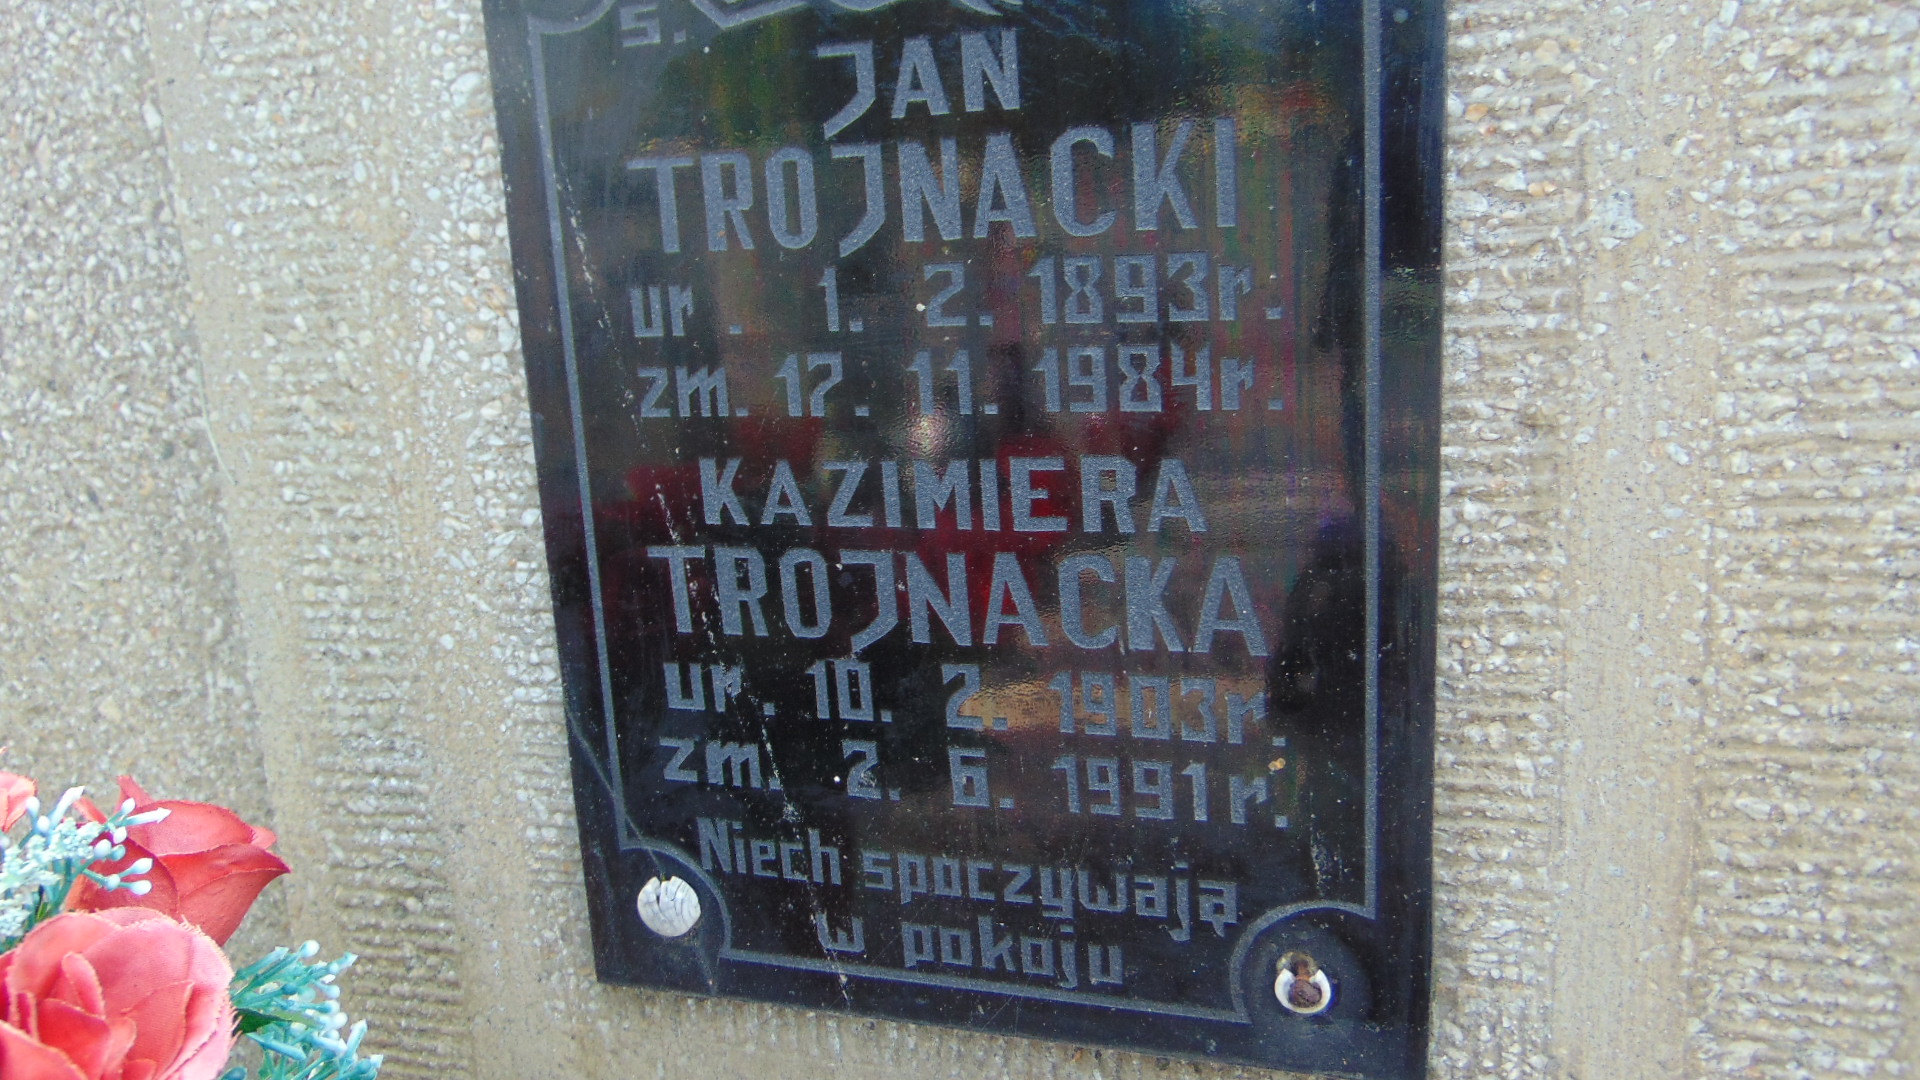 Ś.
JAN
TROJNACKI
ur. 1. 2. 1893r.
zm. 17. 11. 1984r.
KAZIMIERA
TROJNACKA
ur. 10. 2. 1903r.
zm. 2. 6. 1991r.
Niech spoczywają
w pokoju